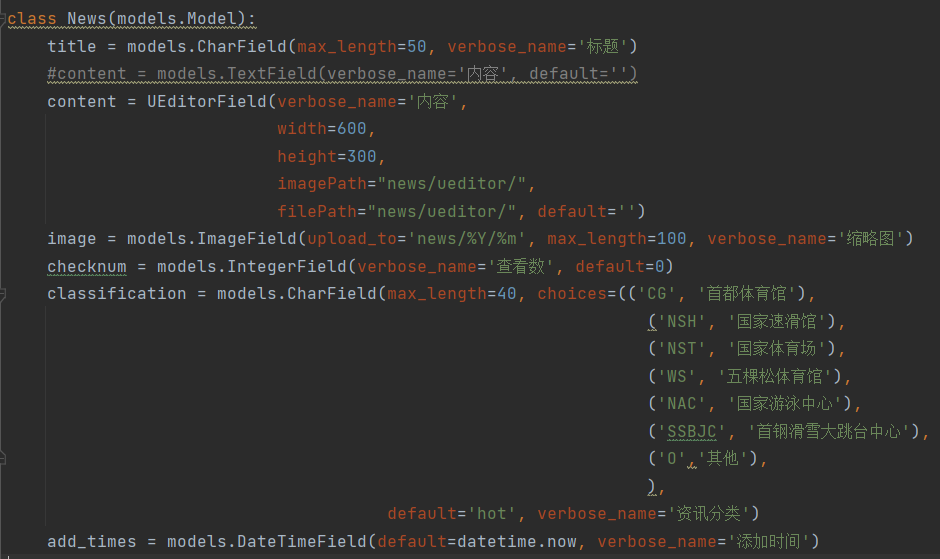 class News(models.Model):
    title = models.CharField(max_length=50, verbose_name='标题')
    #content = models.TextField(verbose_name='内容', default='')
    content = UEditorField(verbose_name='内容',
                           width=600,
                           height=300,
                           imagePath="news/ueditor/",
                           filePath="news/ueditor/", default='')
    image = models.ImageField(upload_to='news/%Y/%m', max_length=100, verbose_name='缩略图')
    checknum = models.IntegerField(verbose_name='查看数', default=0)
    classification = models.CharField(max_length=40, choices=(('CG', '首都体育馆'),
                                                                ('NSH', '国家速滑馆'),
                                                                ('NST', '国家体育场'),
                                                                ('WS', '五棵松体育馆'),
                                                                ('NAC', '国家游泳中心'),
                                                                ('SSBJC', '首钢滑雪大跳台中心'),
                                                                ('O','其他'),
                                                                ),
                                      default='hot', verbose_name='资讯分类')
    add_times = models.DateTimeField(default=datetime.now, verbose_name='添加时间')